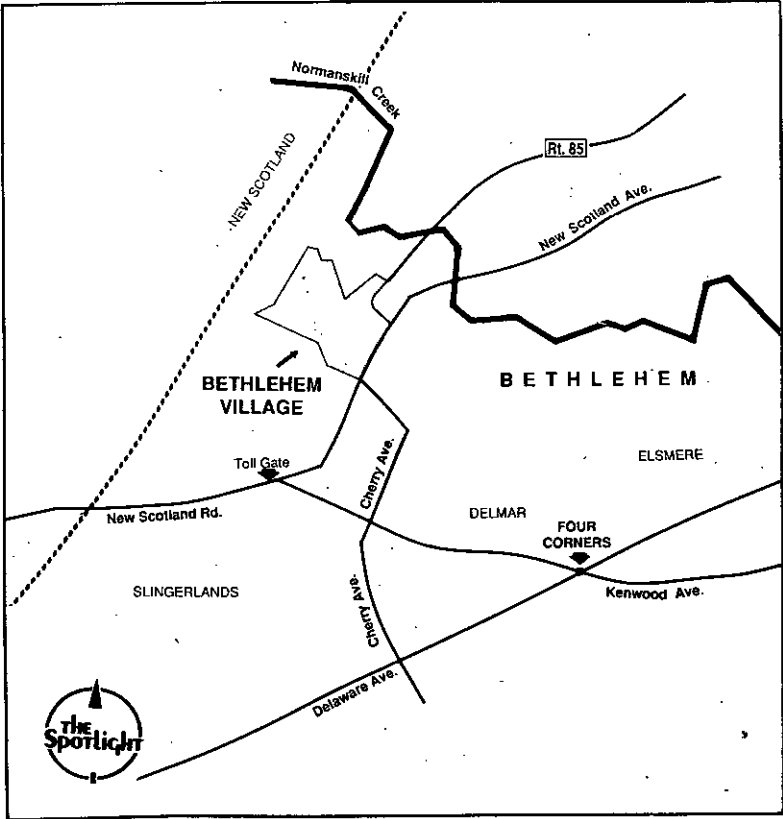 Normanskill
Creek
Rt. 85
NEW SCOTLAND
New Scotland Ave.
BETHLEHEM
VILLAGE
BETHLEHEM
Toll Gate
Cherry Ave.
ELSMERE
New Scotland Rd.
DELMAR
FOUR
CORNERS
SLINGERLANDS
Cherry Ave.
Kenwood Ave.
Delaware Ave.
The
Spotlight